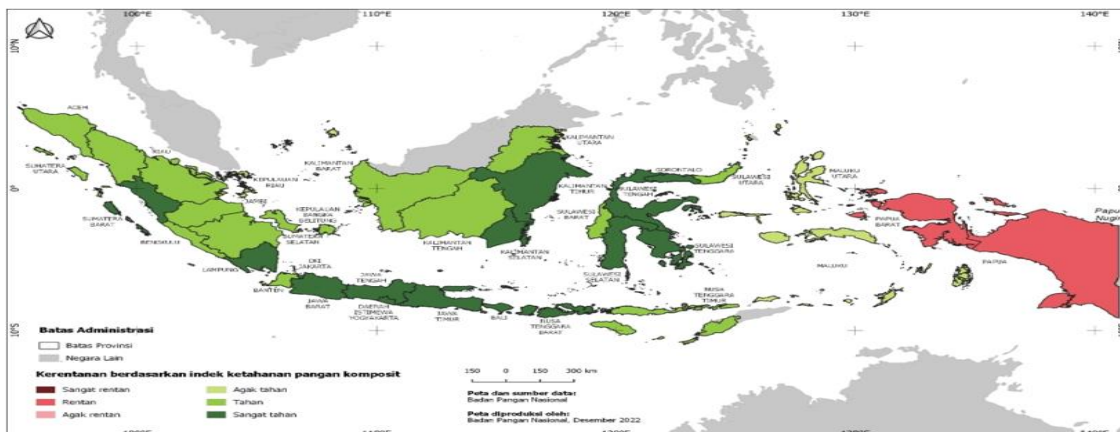 100°E
110°E
120°E
130°E
140°E
10°N
ACEH
SUMATERA
UTARA
RIAU
KEPULAUAN
RIAU
KALIMANTAN
BARAT
KALIMANTAN
UTARA
GORONTALO
SULAWESI
UTARA
MALUKU
UTARA
0°
JAMBI
SUMATERA
BARAT
KEPULAUAN
BANGKA
BELITUNG
KALIMANTAN
TIMUR
SULAWESI
TENGAH
SULAWESI
BARAT
PAPUA
BARAT
BENGKULU
SUMATERA
SELATAN
KALIMANTAN
TENGAH
KALIMANTAN
SELATAN
SULAWESI
TENGGARA
MALUKU
PAPUA
LAMPUNG
DKI
JAKARTA
JAWA
TENGAH
SULAWESI
SELATAN
BANTEN
JAWA
BARAT
DAERAH
ISTIMEWA
YOGYAKARTA
JAWA
TIMUR
BALI
NUSA
TENGGARA
BARAT
NUSA
TENGGARA
TIMUR
10°S
Batas Administrasi
Batas Provinsi
Negara Lain
Kerentanan berdasarkan indek ketahanan pangan komposit
Sangat rentan
Rentan
Agak rentan
Agak tahan
Tahan
Sangat tahan
150 0 150 300 km
Peta dan sumber data:
Badan Pangan Nasional
Peta diproduksi oleh:
Badan Pangan Nasional, Desember 2022